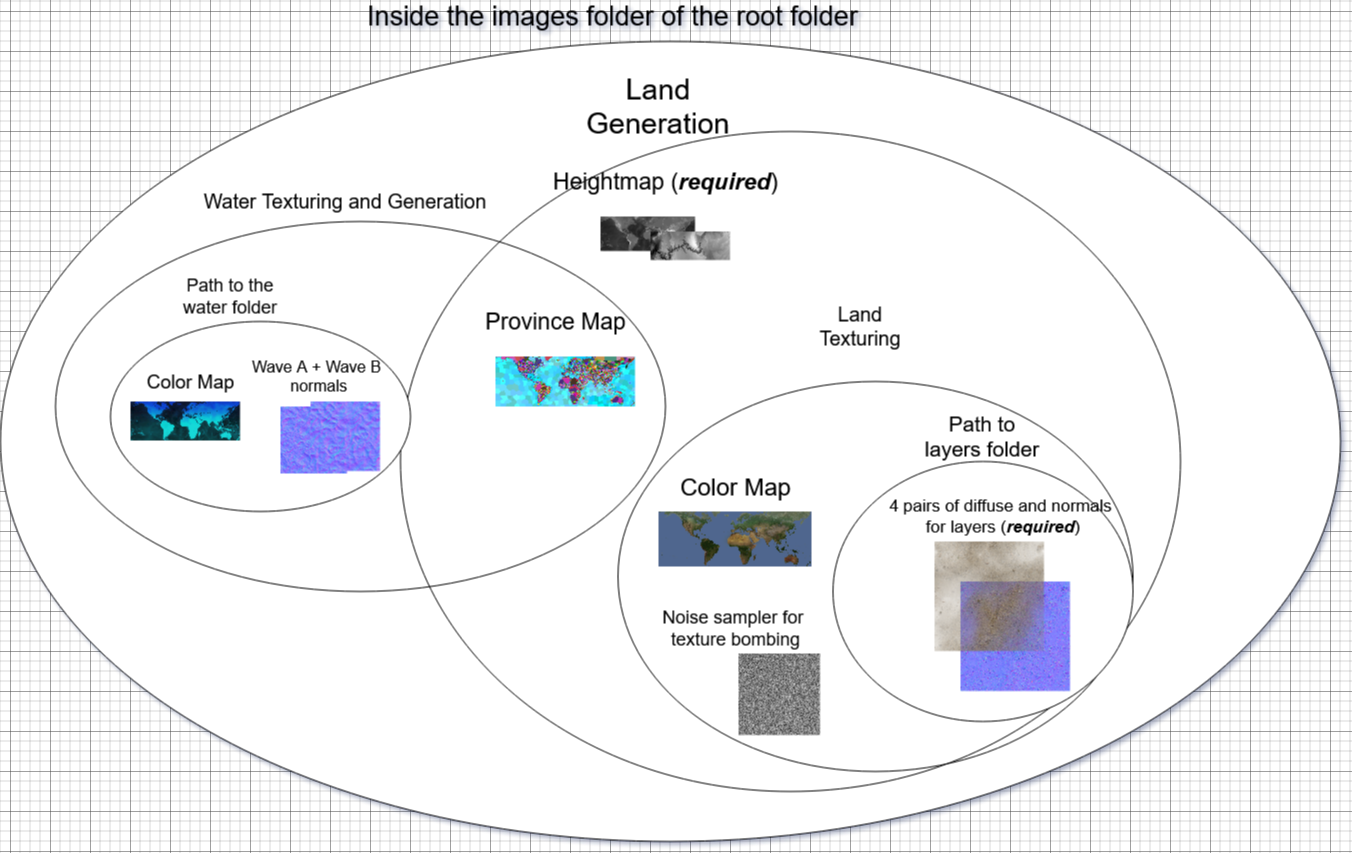 Inside the images folder of the root folder
Land
Generation
Heightmap (required)
Water Texturing and Generation
Path to the
water folder
Province Map
Land
Texturing
Wave A + Wave B
normals
Color Map
Path to
layers folder
Color Map
4 pairs of diffuse and normals
for layers (required)
Noise sampler for
texture bombing